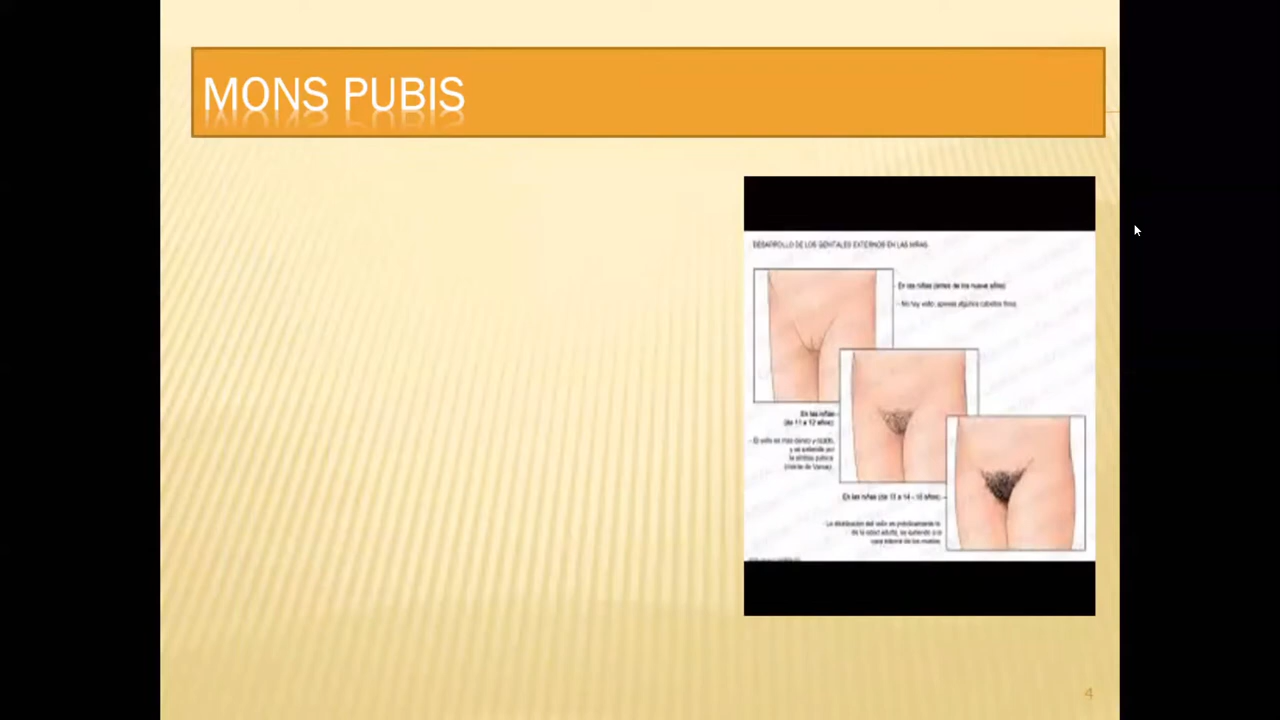 MONS PUBIS
DESARROLLO DE LOS GENITALES EXTERNOS EN LAS NIÑAS
En las niñas (antes de los nueve años)
- No hay vello, apenas algunos cabellos finos.
En las niñas
(de 11 a 12 años)
- El vello es más denso y rizado,
y se extiende por
la sínfisis púbica
(monte de Venus).
En las niñas (de 13 a 14 - 15 años)
- La distribución del vello es prácticamente la
de la edad adulta, se extiende a la
cara interna de los muslos.
4